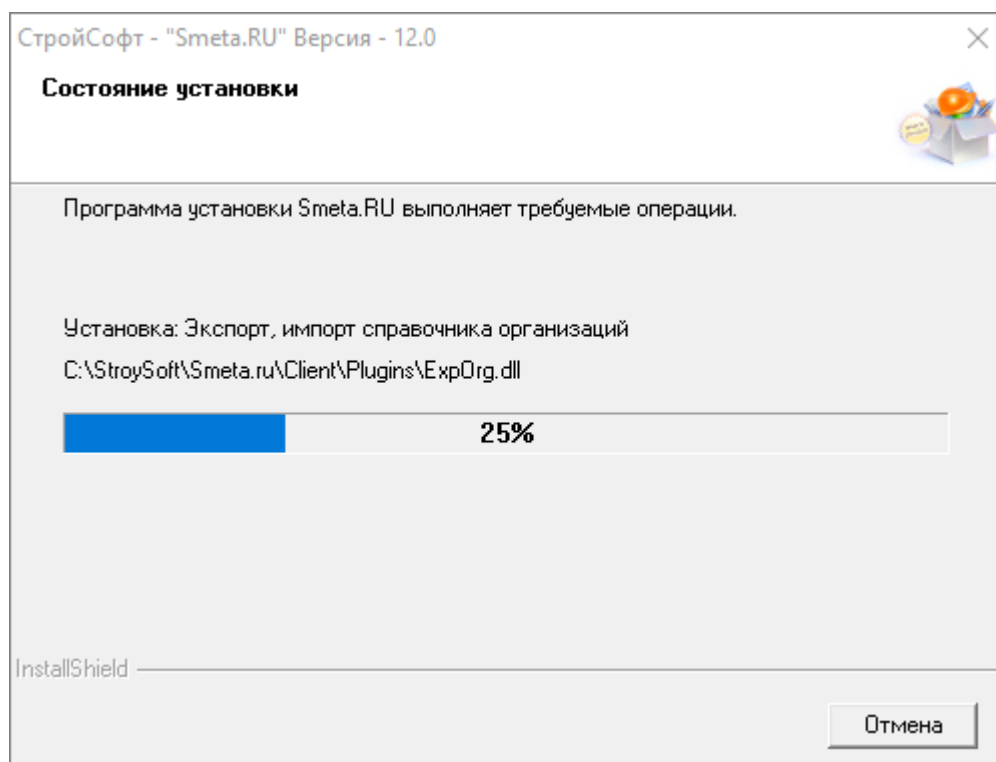 СтройСофт - "Smeta.RU" Версия - 12.0
Состояние установки
Программа установки Smeta.RU выполняет требуемые операции.
Установка: Экспорт, импорт справочника организаций
C:\StroySoft\Smeta.ru\Client\Plugins\ExpOrg.dll
25%
InstallShield
Отмена